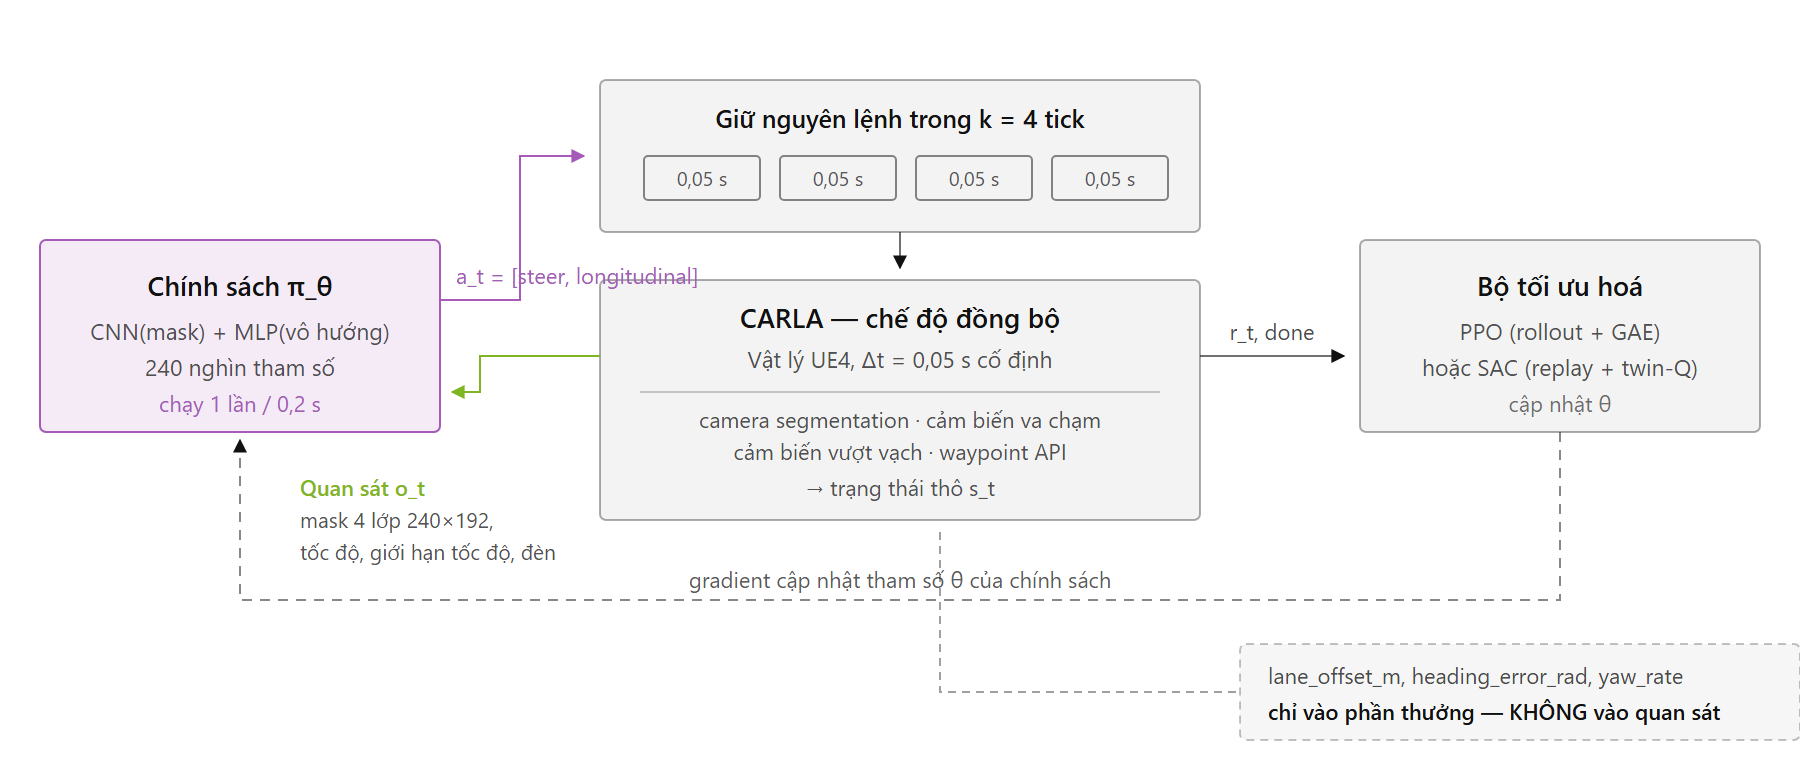 Giữ nguyên lệnh trong k = 4 tick
0,05 s
0,05 s
0,05 s
0,05 s
Chính sách π_θ
CNN(mask) + MLP(vô hướng)
240 nghìn tham số
chạy 1 lần / 0,2 s
a_t = [steer, longitudinal]
CARLA — chế độ đồng bộ
Vật lý UE4, Δt = 0,05 s cố định
camera segmentation · cảm biến va chạm
cảm biến vượt vạch · waypoint API
→ trạng thái thô s_t
r_t, done
Bộ tối ưu hoá
PPO (rollout + GAE)
hoặc SAC (replay + twin-Q)
cập nhật θ
Quan sát o_t
mask 4 lớp 240×192,
tốc độ, giới hạn tốc độ, đèn
gradient cập nhật tham số θ của chính sách
lane_offset_m, heading_error_rad, yaw_rate
chỉ vào phần thưởng — KHÔNG vào quan sát